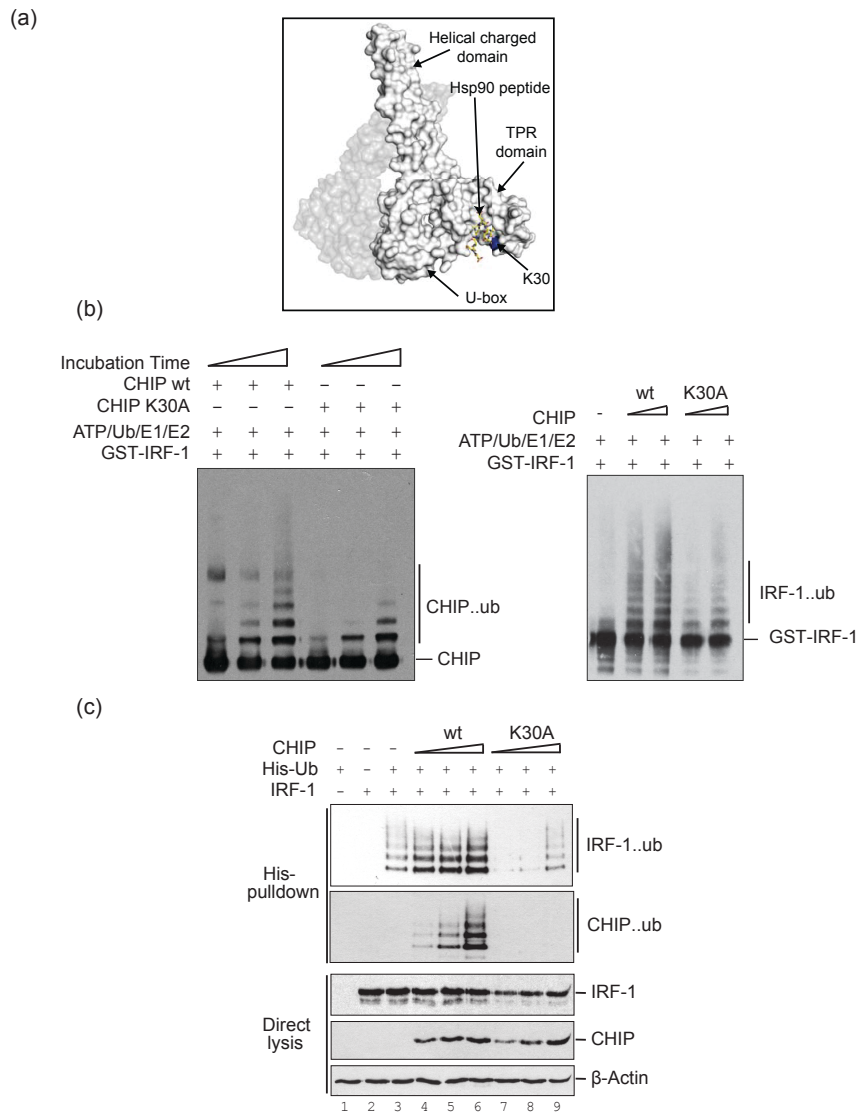 (a)
Helical charged
domain
Hsp90 peptide
TPR
domain
K30
U-box
(b)
Incubation Time
CHIP wt + + + – – –
CHIP K30A – – – + + +
ATP/Ub/E1/E2 + + + + + +
GST-IRF-1 + + + + + +
CHIP..ub
CHIP
wt K30A
CHIP -
ATP/Ub/E1/E2 + + + + +
GST-IRF-1 + + + + +
IRF-1..ub
GST-IRF-1
(c)
wt K30A
CHIP – – –
His-Ub + – + + + + + + +
IRF-1 – + + + + + + + +
His-
pulldown
IRF-1..ub
CHIP..ub
Direct
lysis
IRF-1
CHIP
β-Actin
1 2 3 4 5 6 7 8 9